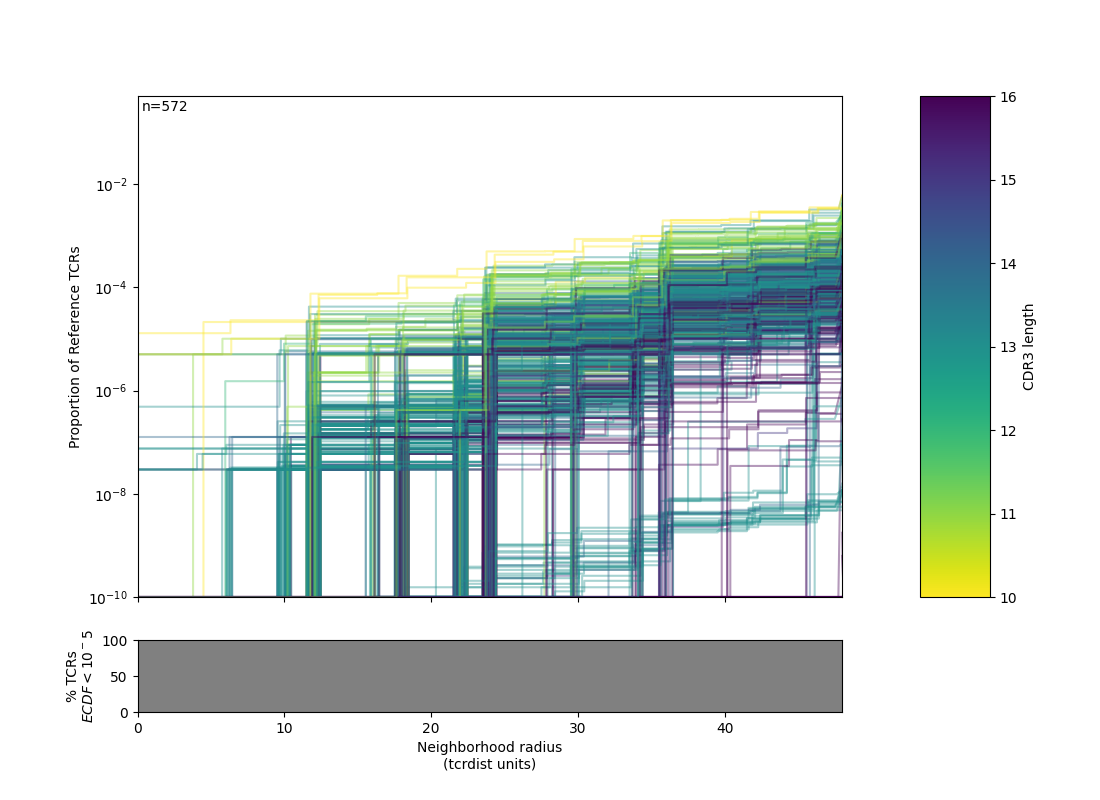 n=572
10⁻²
10⁻⁴
10⁻⁶
10⁻⁸
10⁻¹⁰
Proportion of Reference TCRs
16
15
14
13
12
11
10
CDR3 length
100
50
0
% TCRs
ECDF < 10⁻5
0 10 20 30 40
Neighborhood radius
(tcrdist units)